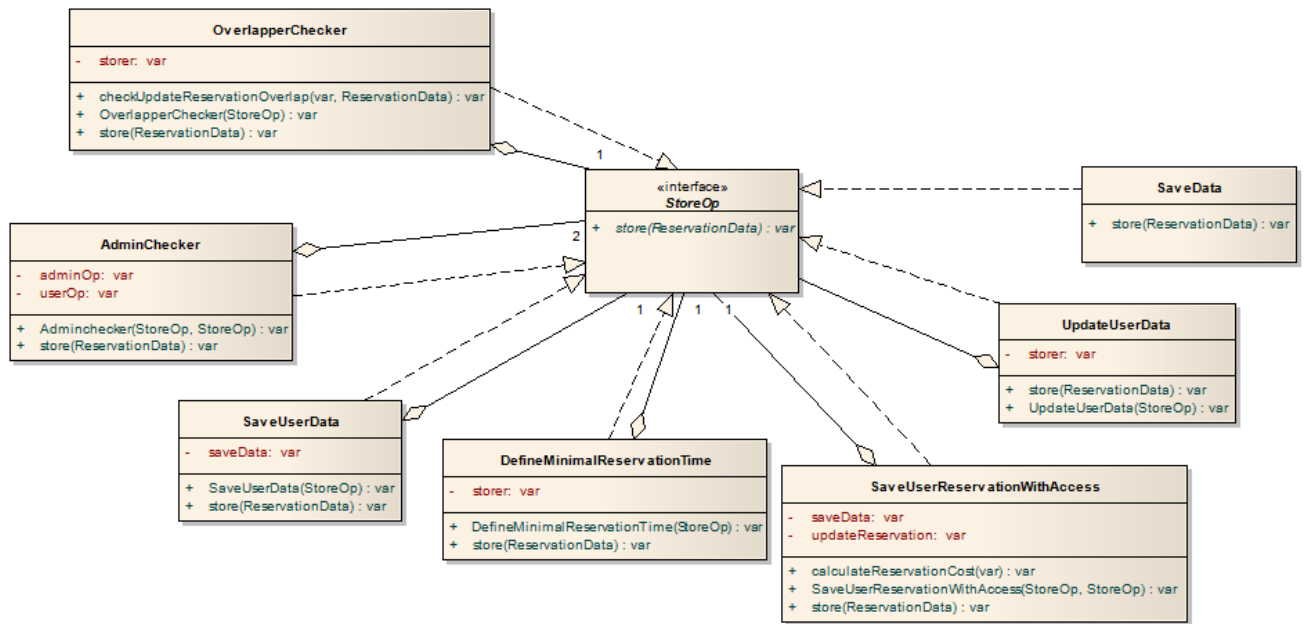 OverlapperChecker
- storer: var
+ checkUpdateReservationOverlap(var, ReservationData) : var
+ OverlapperChecker(StoreOp) : var
+ store(ReservationData) : var
1
«interface»
StoreOp
+ store(ReservationData) : var
SaveData
+ store(ReservationData) : var
AdminChecker
- adminOp: var
- userOp: var
+ Adminchecker(StoreOp, StoreOp) : var
+ store(ReservationData) : var
2
1
1
1
UpdateUserData
- storer: var
+ store(ReservationData) : var
+ UpdateUserData(StoreOp) : var
SaveUserData
- saveData: var
+ SaveUserData(StoreOp) : var
+ store(ReservationData) : var
DefineMinimalReservationTime
- storer: var
+ DefineMinimalReservationTime(StoreOp) : var
+ store(ReservationData) : var
SaveUserReservationWithAccess
- saveData: var
- updateReservation: var
+ calculateReservationCost(var) : var
+ SaveUserReservationWithAccess(StoreOp, StoreOp) : var
+ store(ReservationData) : var